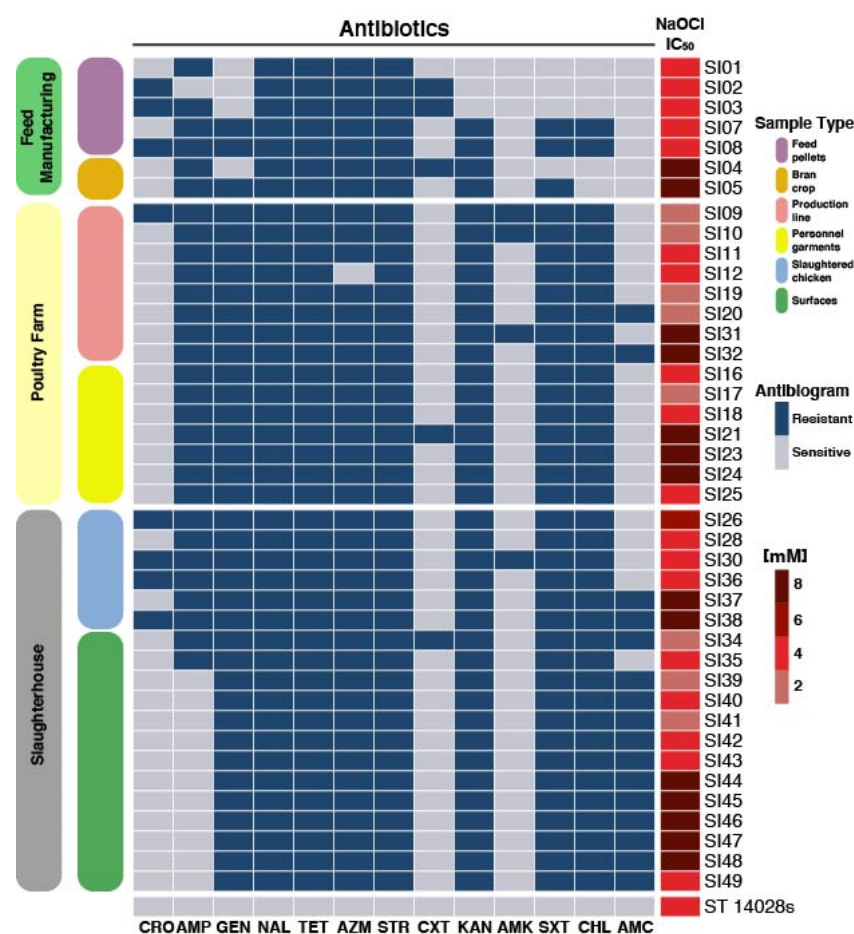 Antibiotics
NaOCl
IC₅₀
Feed
Manufacturing
Poultry Farm
Slaughterhouse
SI01
SI02
SI03
SI07
SI08
SI04
SI05
SI09
SI10
SI11
SI12
SI19
SI20
SI31
SI32
SI16
SI17
SI18
SI21
SI23
SI24
SI25
SI26
SI28
SI30
SI36
SI37
SI38
SI34
SI35
SI39
SI40
SI41
SI42
SI43
SI44
SI45
SI46
SI47
SI48
SI49
ST 14028s
CRO AMP GEN NAL TET AZM STR CXT KAN AMK SXT CHL AMC
Sample Type
Feed
pellets
Bran
crop
Production
line
Personnel
garments
Slaughtered
chicken
Surfaces
Antibiogram
Resistant
Sensitive
[mM]
8
6
4
2